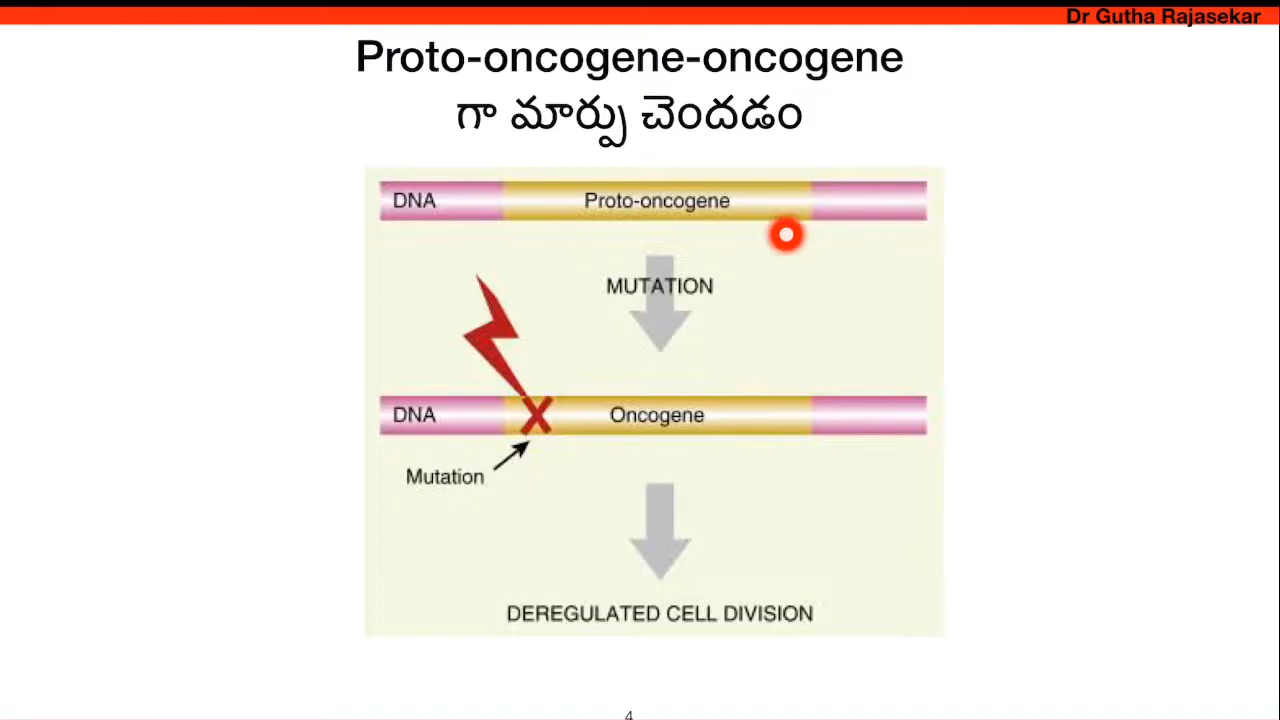 Dr Gutha Rajasekar
Proto-oncogene-oncogene
గా మార్పు చెందడం
DNA Proto-oncogene
MUTATION
DNA Oncogene
Mutation
DEREGULATED CELL DIVISION
4